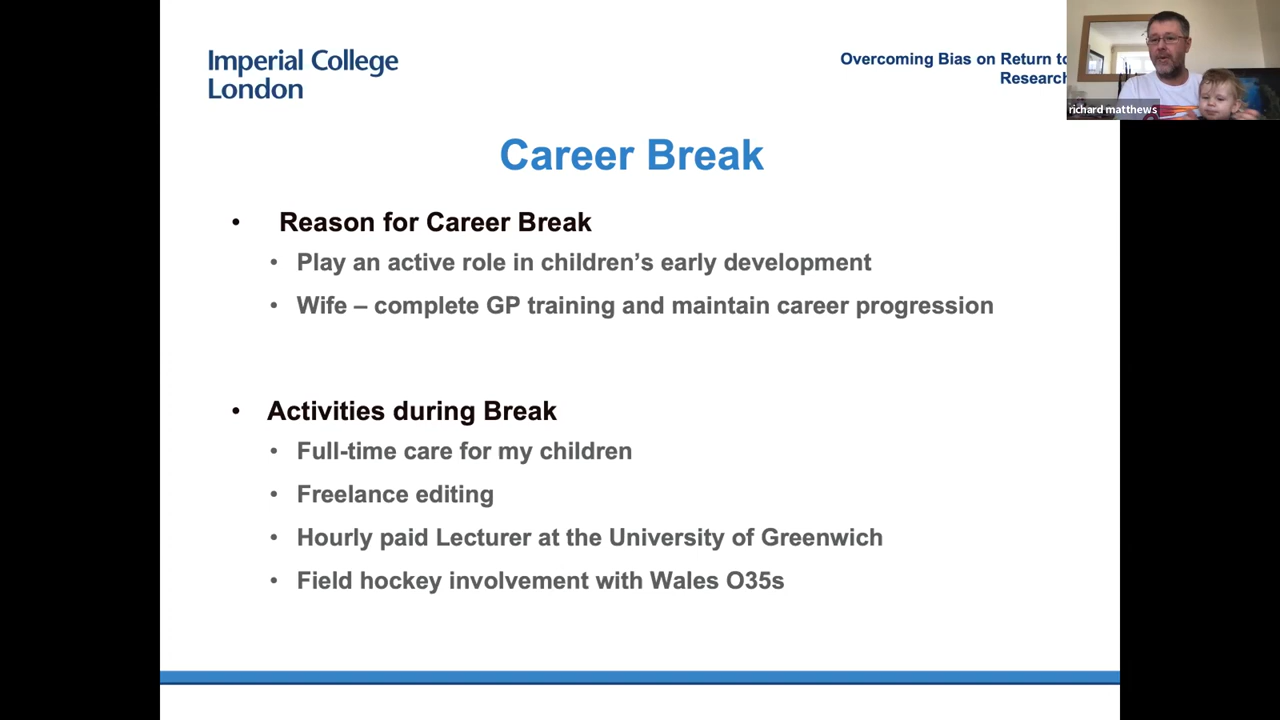 Imperial College
London
Overcoming Bias on Return to
Research
richard matthews
Career Break
• Reason for Career Break
• Play an active role in children’s early development
• Wife – complete GP training and maintain career progression
• Activities during Break
• Full-time care for my children
• Freelance editing
• Hourly paid Lecturer at the University of Greenwich
• Field hockey involvement with Wales O35s